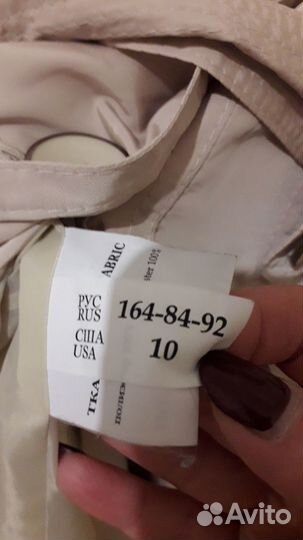 РУС
RUS
164-84-92
США
USA
10
ABRIC
ster 100%
ТКА
ПОЛИЭ
Avito